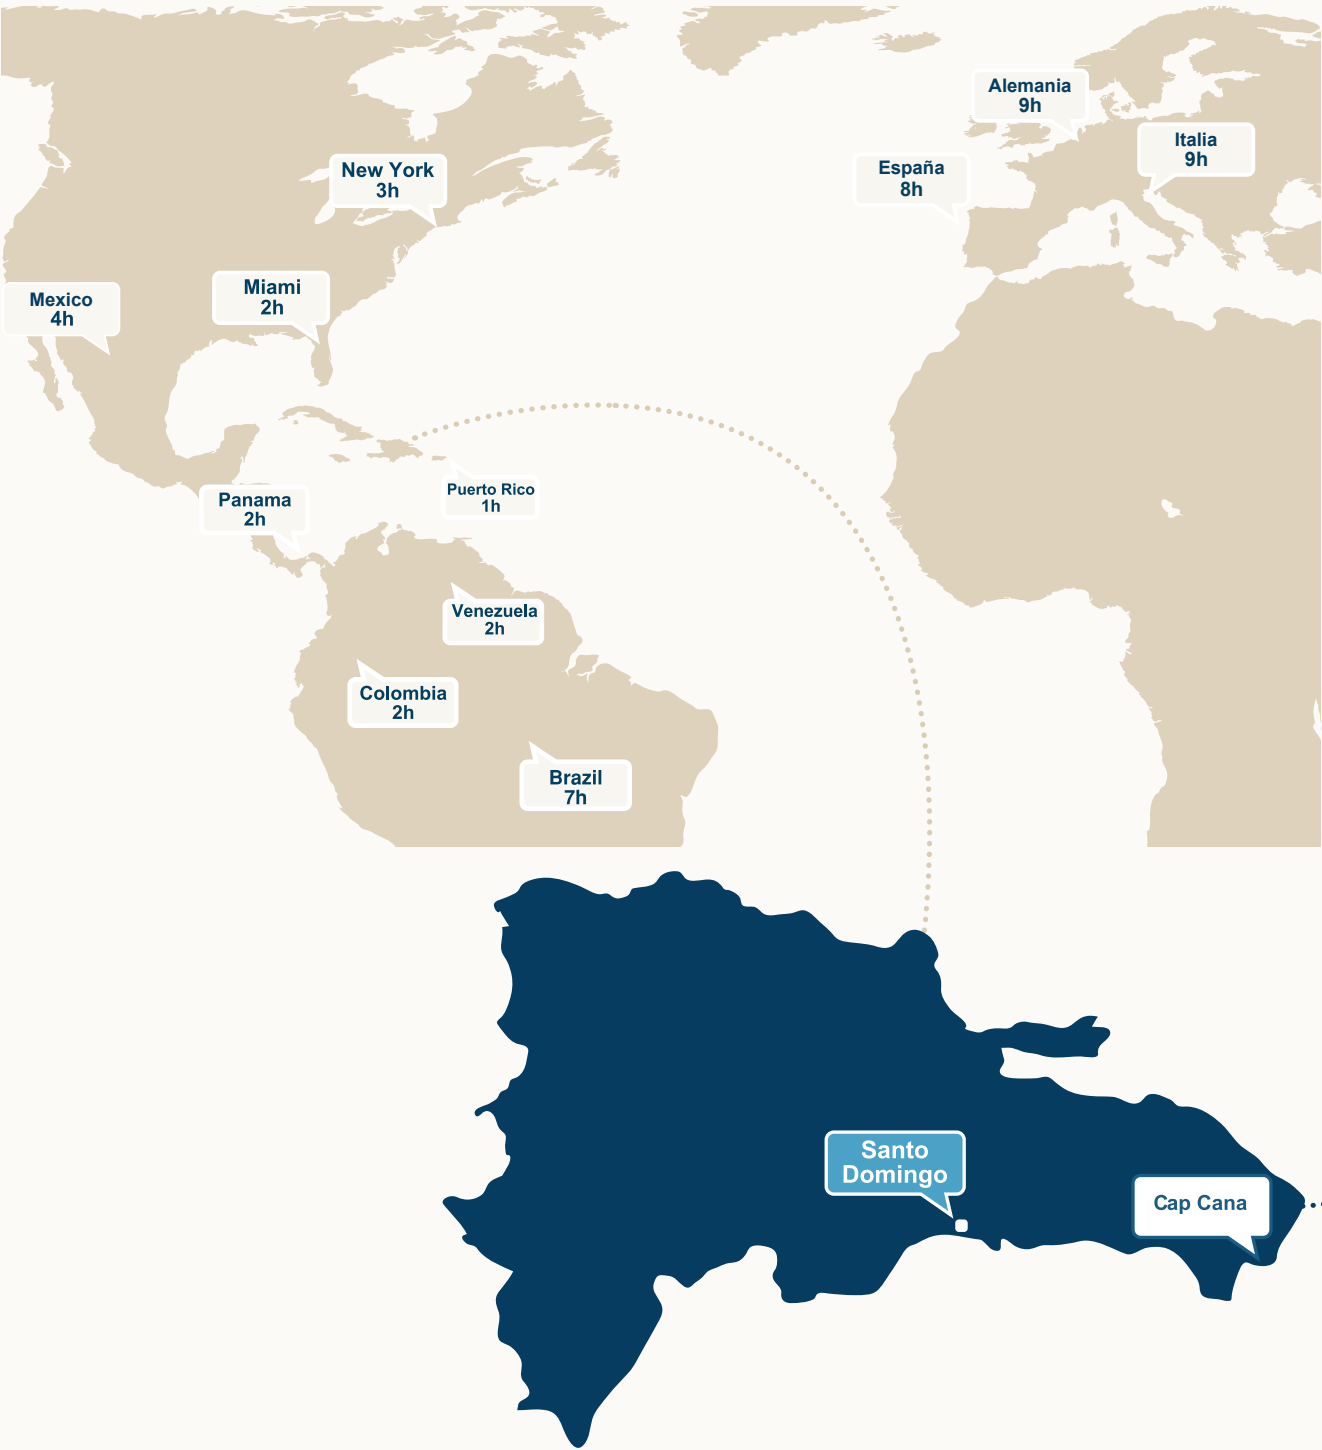 Alemania
9h
Italia
9h
New York
3h
España
8h
Mexico
4h
Miami
2h
Puerto Rico
1h
Panama
2h
Venezuela
2h
Colombia
2h
Brazil
7h
Santo
Domingo
Cap Cana